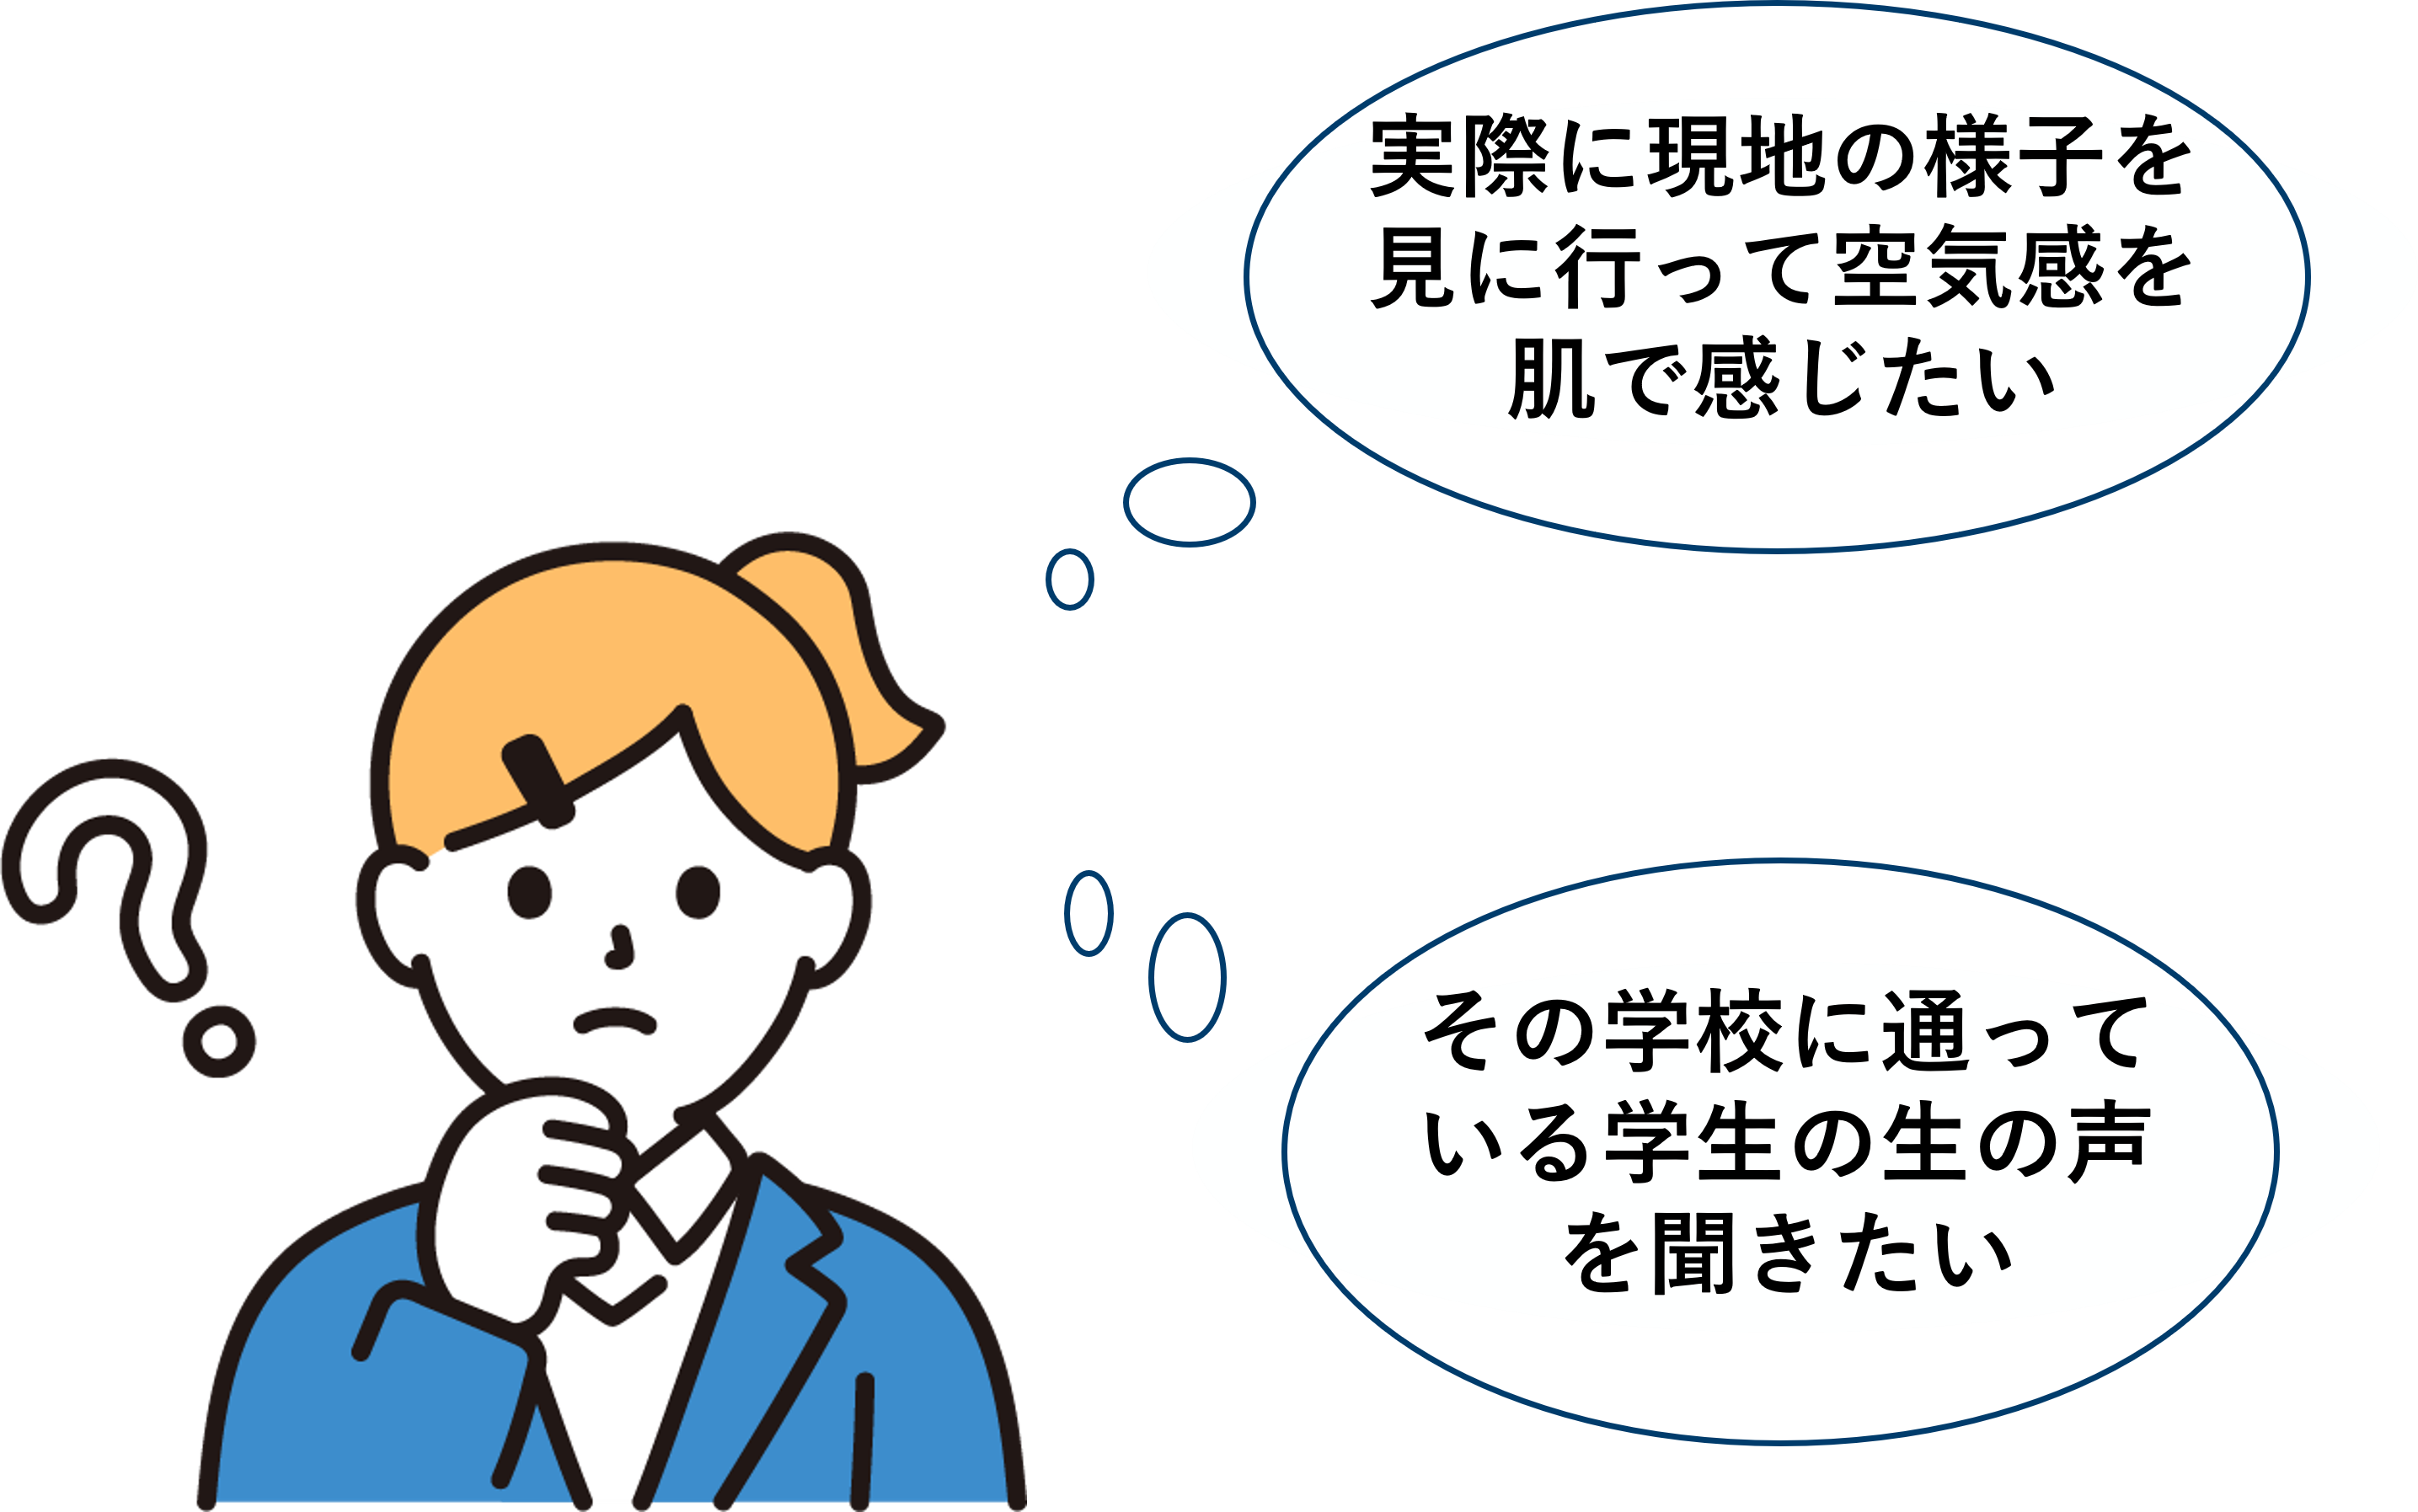 実際に現地の様子を
見に行って空気感を
肌で感じたい
その学校に通って
いる学生の生の声
を聞きたい